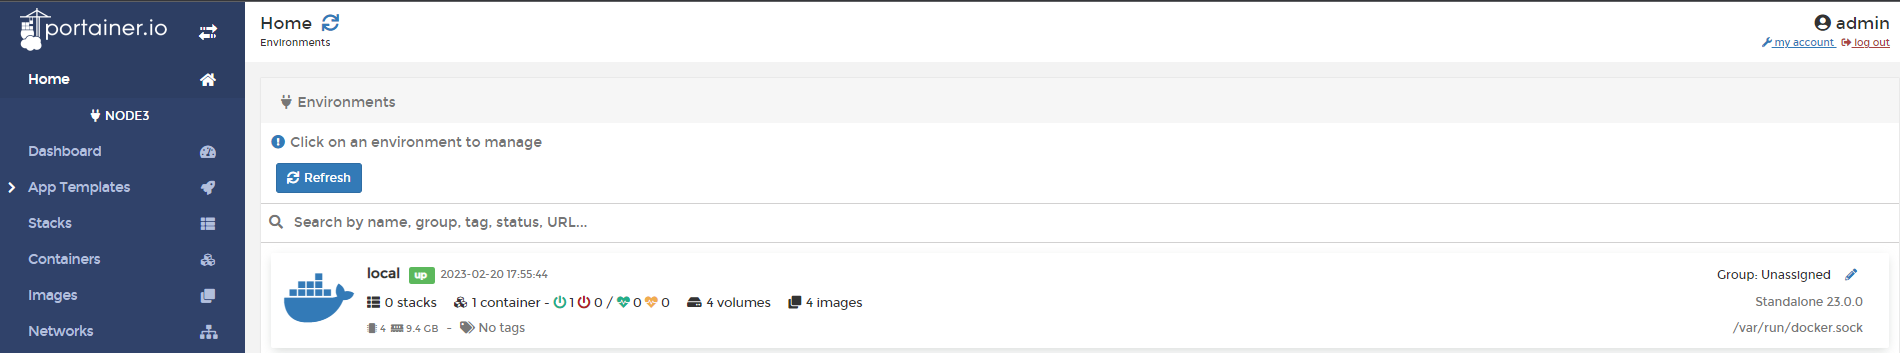 portainer.io
Home
NODE3
Dashboard
App Templates
Stacks
Containers
Images
Networks
Home
Environments
admin
my account log out
Environments
Click on an environment to manage
Refresh
Search by name, group, tag, status, URL...
local up 2023-02-20 17:55:44
Group: Unassigned
0 stacks 1 container - 1 0 / 0 0 4 volumes 4 images
Standalone 23.0.0
4 9.4 GB - No tags
/var/run/docker.sock